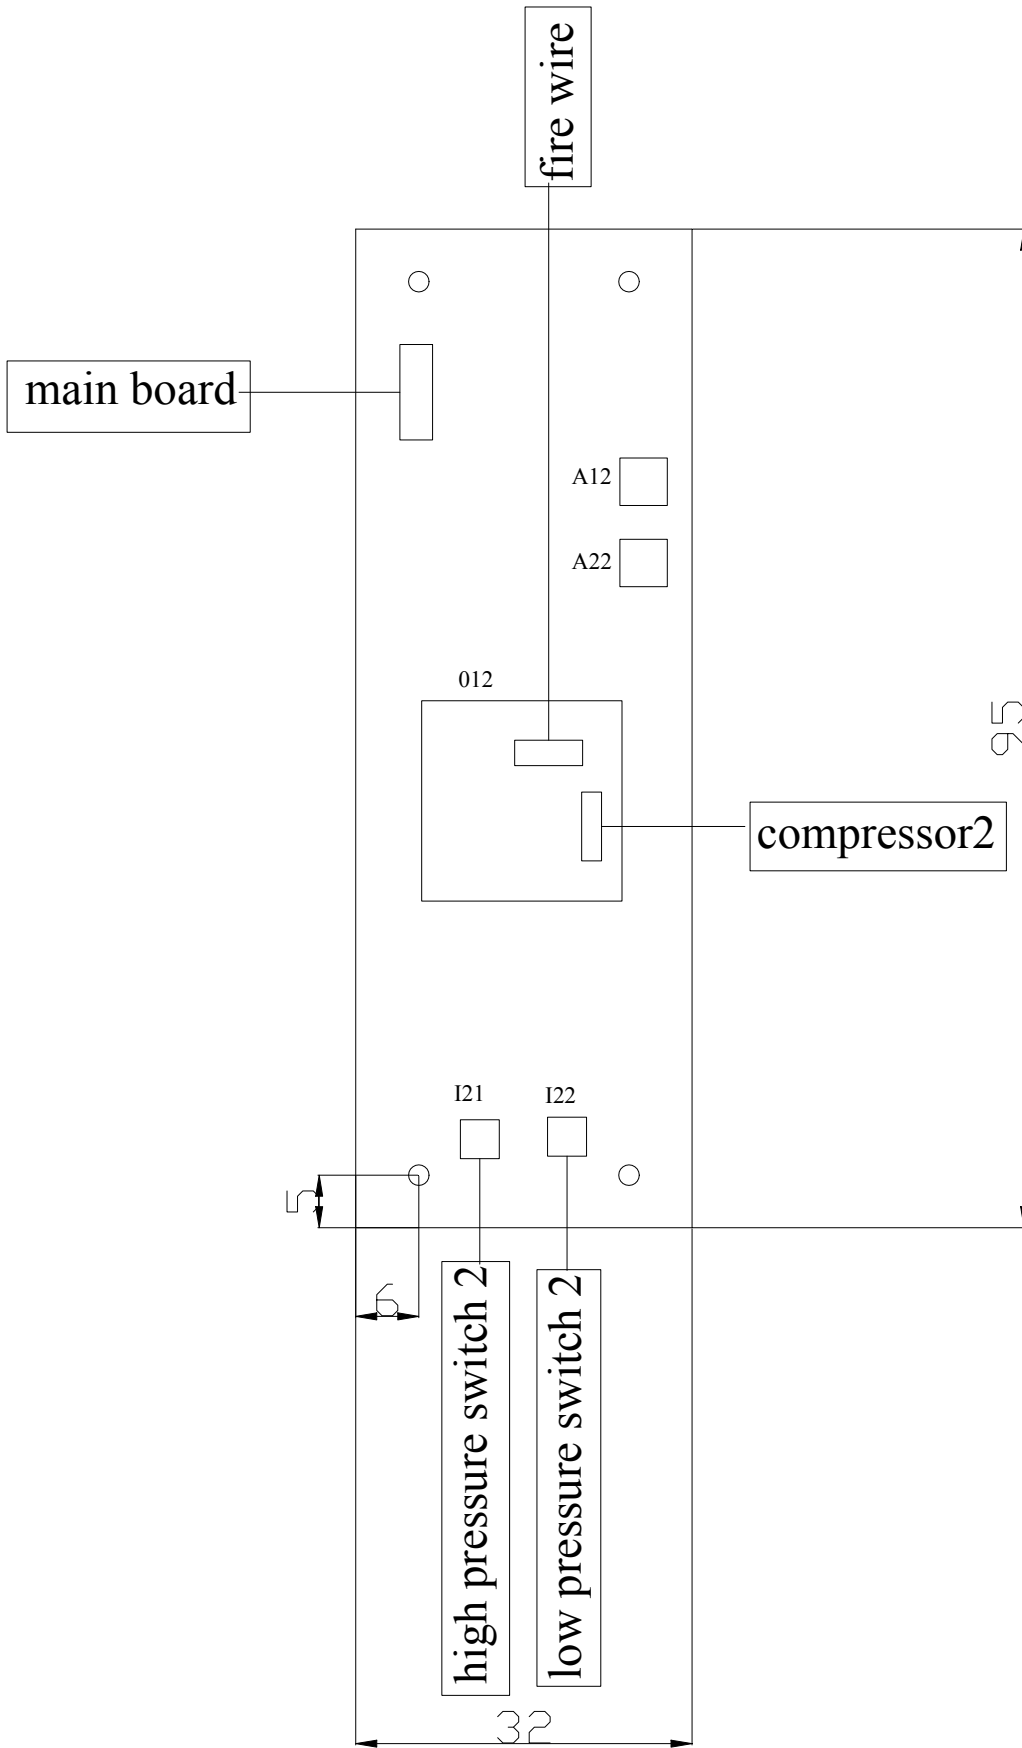 fire wire
main board
A12
A22
012
95
compressor2
I21
I22
5
6
high pressure switch 2
low pressure switch 2
32